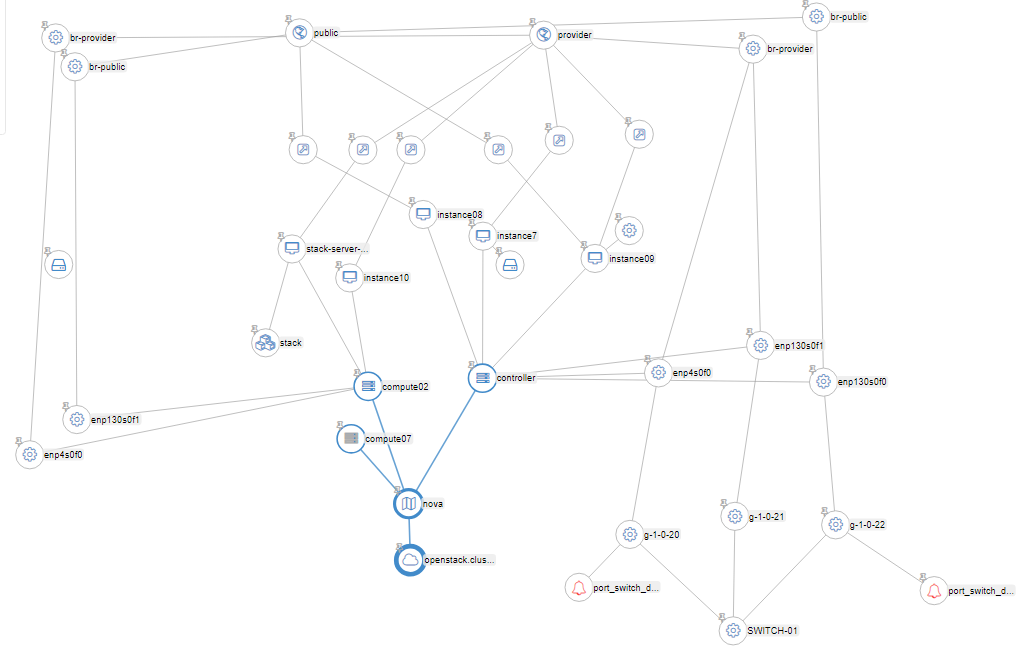 br-public
public
provider
br-provider
br-provider
br-public
instance08
instance7
stack-server-...
instance09
instance10
stack
enp130s0f1
enp4s0f0
controller
enp130s0f0
compute02
enp130s0f1
compute07
enp4s0f0
nova
g-1-0-21
g-1-0-22
g-1-0-20
openstack.clus...
port_switch_d...
port_switch_d...
SWITCH-01